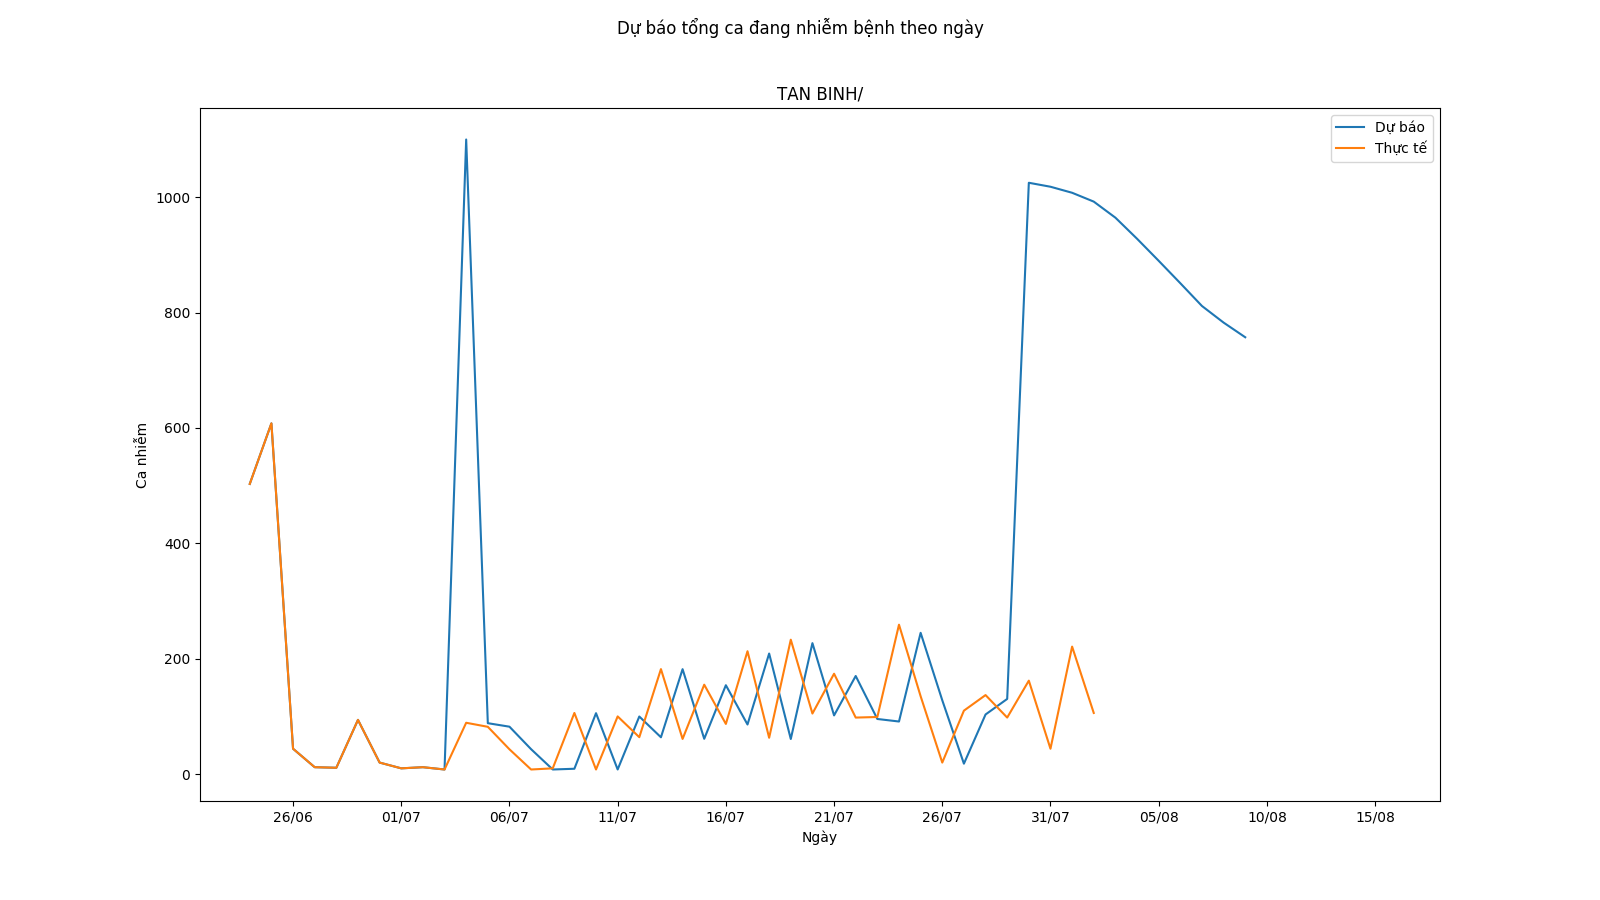 Dự báo tổng ca đang nhiễm bệnh theo ngày
TAN BINH/
Dự báo
Thực tế
Ca nhiễm
1000
800
600
400
200
0
26/06 01/07 06/07 11/07 16/07 21/07 26/07 31/07 05/08 10/08 15/08
Ngày